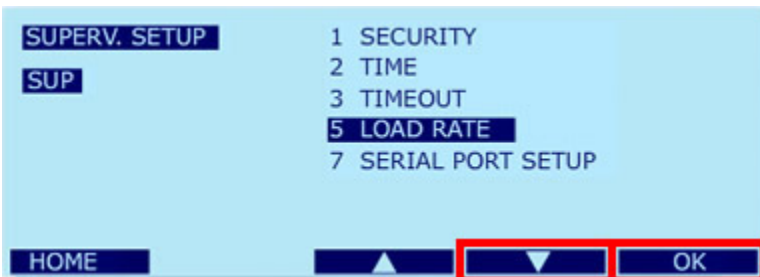 SUPERV. SETUP
SUP
1 SECURITY
2 TIME
3 TIMEOUT
5 LOAD RATE
7 SERIAL PORT SETUP
HOME ▲ ▼ OK